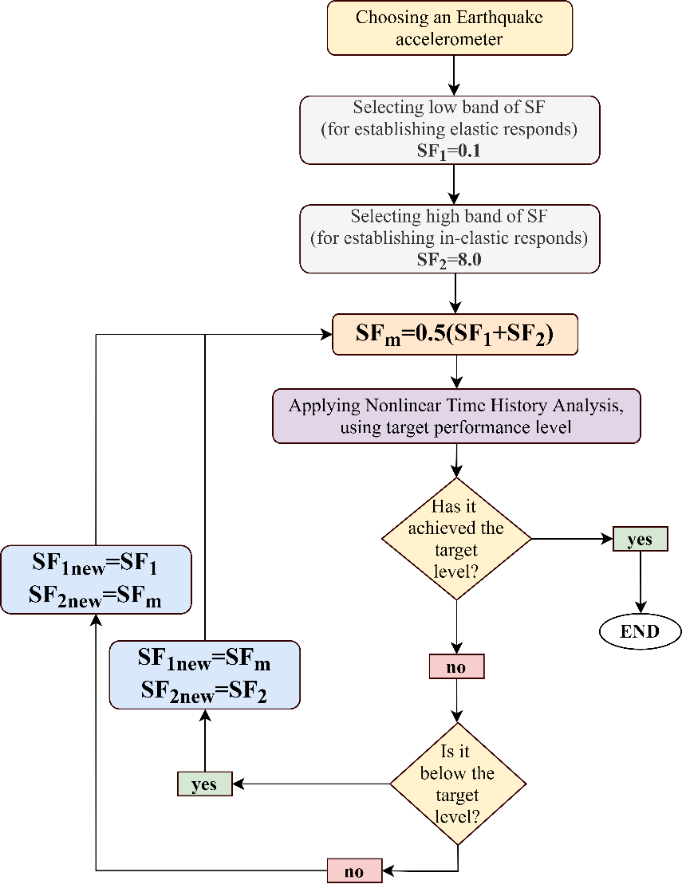 Choosing an Earthquake
accelerometer
Selecting low band of SF
(for establishing elastic responds)
SF₁=0.1
Selecting high band of SF
(for establishing in-elastic responds)
SF₂=8.0
SFₘ=0.5(SF₁+SF₂)
Applying Nonlinear Time History Analysis,
using target performance level
Has it
achieved the
target
level?
yes
END
no
SF1new=SF₁
SF2new=SFₘ
SF1new=SFₘ
SF2new=SF₂
Is it
below the
target
level?
yes
no